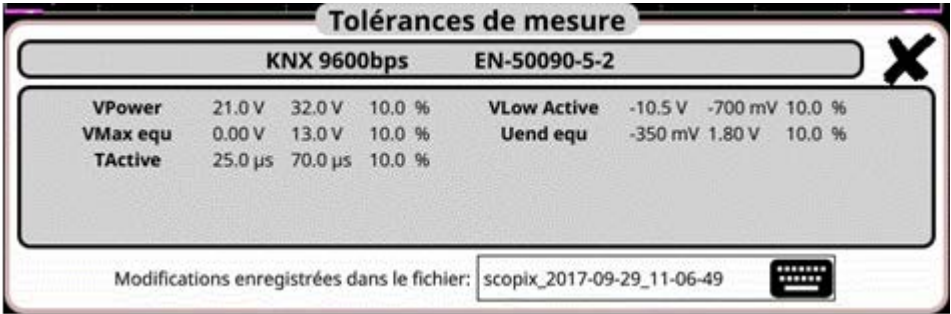 Tolérances de mesure
KNX 9600bps EN-50090-5-2
VPower 21.0 V 32.0 V 10.0 % VLow Active -10.5 V -700 mV 10.0 %
VMax equ 0.00 V 13.0 V 10.0 % Uend equ -350 mV 1.80 V 10.0 %
TActive 25.0 µs 70.0 µs 10.0 %
Modifications enregistrées dans le fichier: scopix_2017-09-29_11-06-49